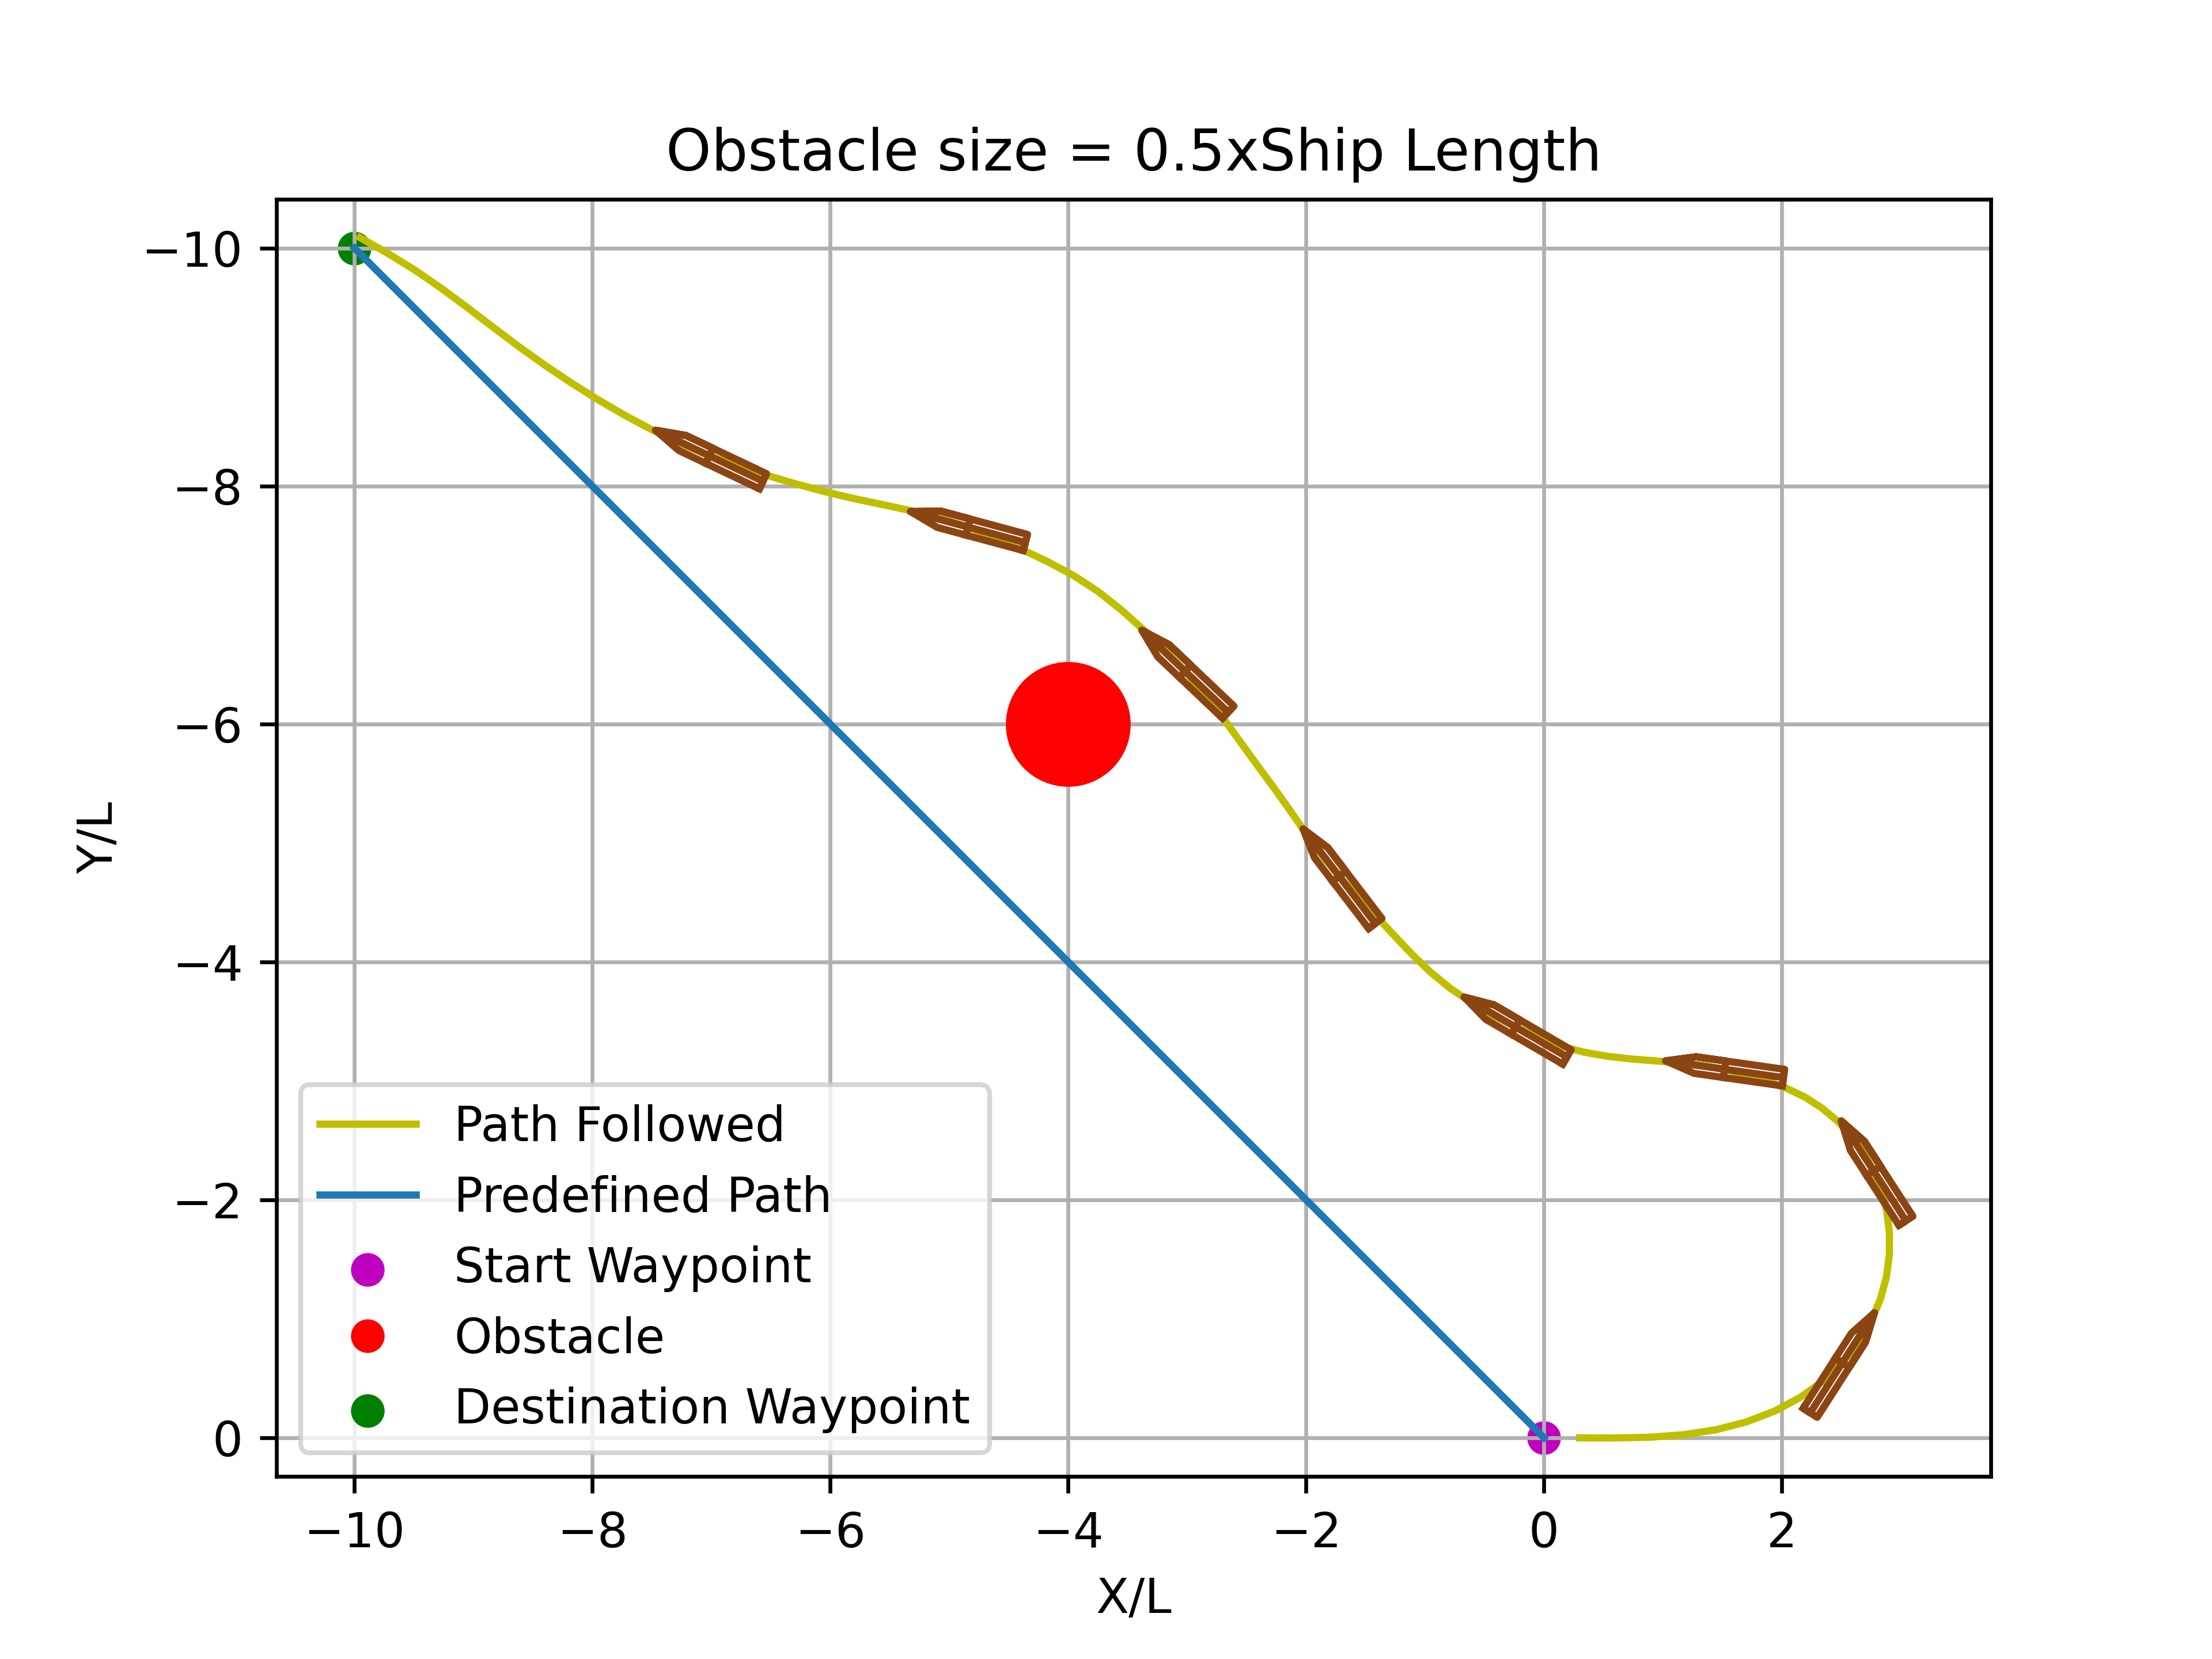 Obstacle size = 0.5xShip Length
−10
−8
−6
−4
−2
0
Y/L
Path Followed
Predefined Path
Start Waypoint
Obstacle
Destination Waypoint
−10 −8 −6 −4 −2 0 2
X/L